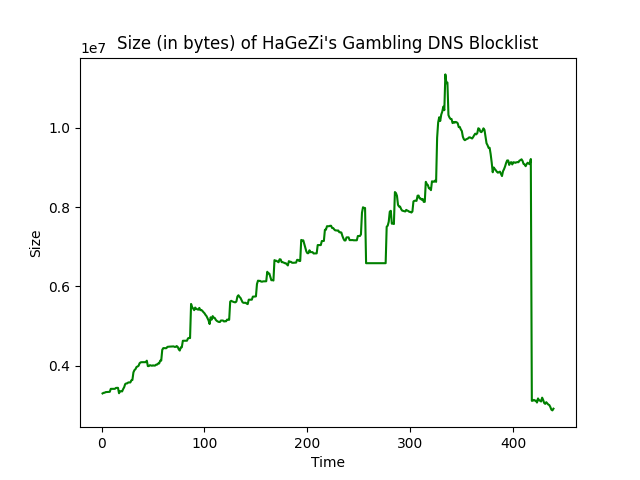 Size (in bytes) of HaGeZi's Gambling DNS Blocklist
1e7
1.0
0.8
0.6
0.4
Size
0 100 200 300 400
Time